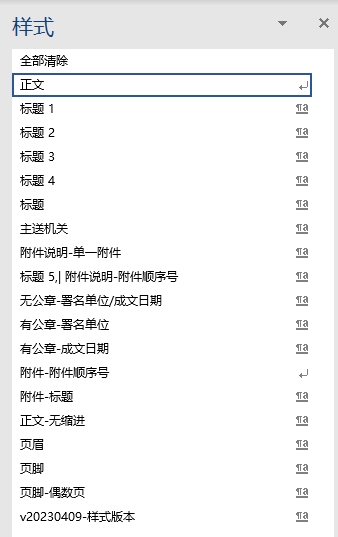 样式
全部清除
正文
标题 1
标题 2
标题 3
标题 4
标题
主送机关
附件说明-单一附件
标题 5,| 附件说明-附件顺序号
无公章-署名单位/成文日期
有公章-署名单位
有公章-成文日期
附件-附件顺序号
附件-标题
正文-无缩进
页眉
页脚
页脚-偶数页
v20230409-样式版本